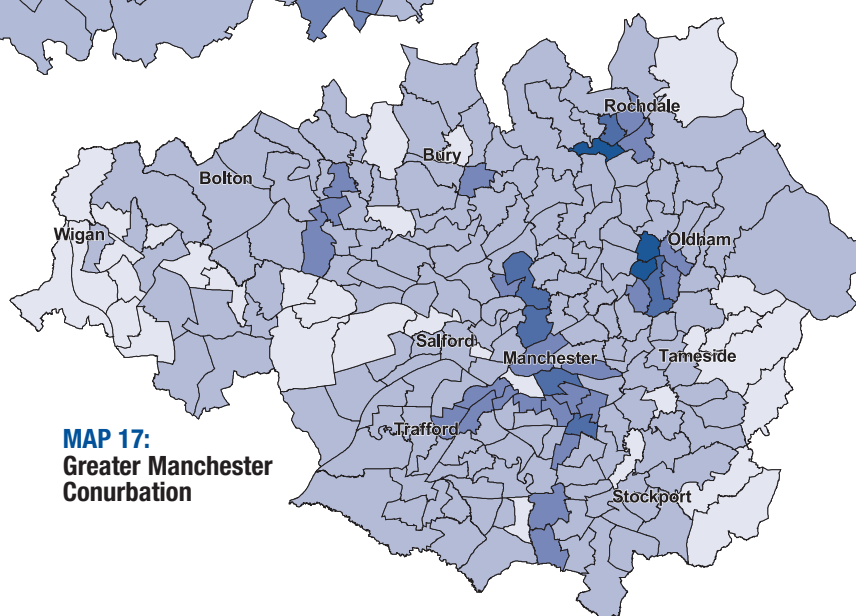 Rochdale
Bury
Bolton
Wigan
Oldham
Salford
Manchester
Tameside
Trafford
MAP 17:
Greater Manchester
Conurbation
Stockport